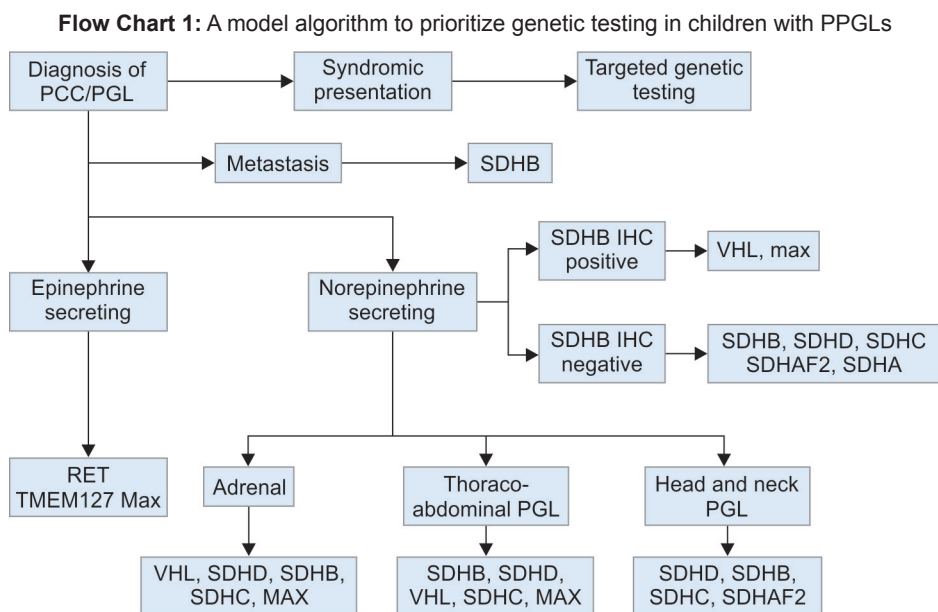 Flow Chart 1: A model algorithm to prioritize genetic testing in children with PPGLs
Diagnosis of
PCC/PGL
Syndromic
presentation
Targeted genetic
testing
Metastasis
SDHB
SDHB IHC
positive
VHL, max
Epinephrine
secreting
Norepinephrine
secreting
SDHB IHC
negative
SDHB, SDHD, SDHC
SDHAF2, SDHA
RET
TMEM127 Max
Adrenal
Thoraco-
abdominal PGL
Head and neck
PGL
VHL, SDHD, SDHB,
SDHC, MAX
SDHB, SDHD,
VHL, SDHC, MAX
SDHD, SDHB,
SDHC, SDHAF2